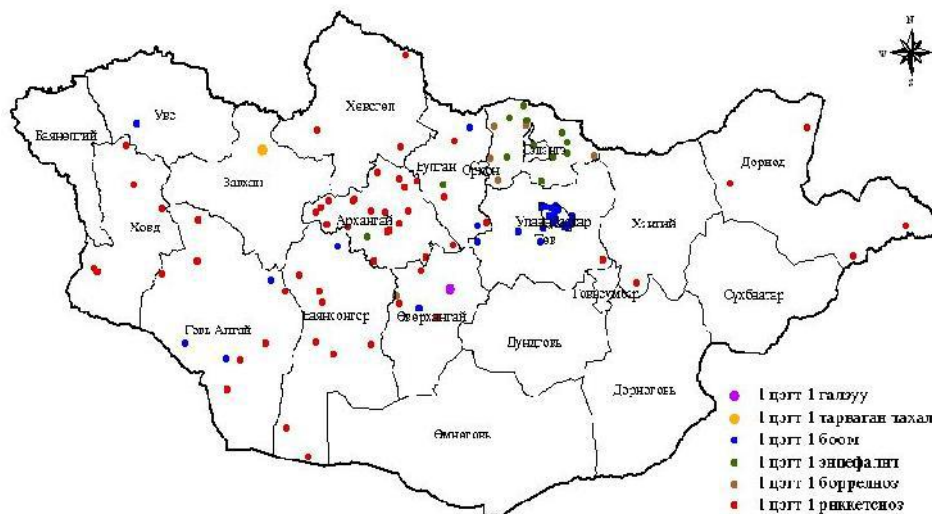 N
W
S
Увс
Хөвсгөл
Баянөлгий
Завхан
Булган
Орхон
Сэлэнгэ
Дорнод
Ховд
Архангай
Улаанбаатар
Төв
Хэнтий
Говь Алтай
Баянхонгор
Өвөрхангай
Говьсүмбэр
Сүхбаатар
Дундговь
Дорноговь
Өмнөговь
1 цэгт 1 галзуу
1 цэгт 1 тарваган тахал
1 цэгт 1 боом
1 цэгт 1 энцефалит
1 цэгт 1 боррелиоз
1 цэгт 1 риккетсиоз